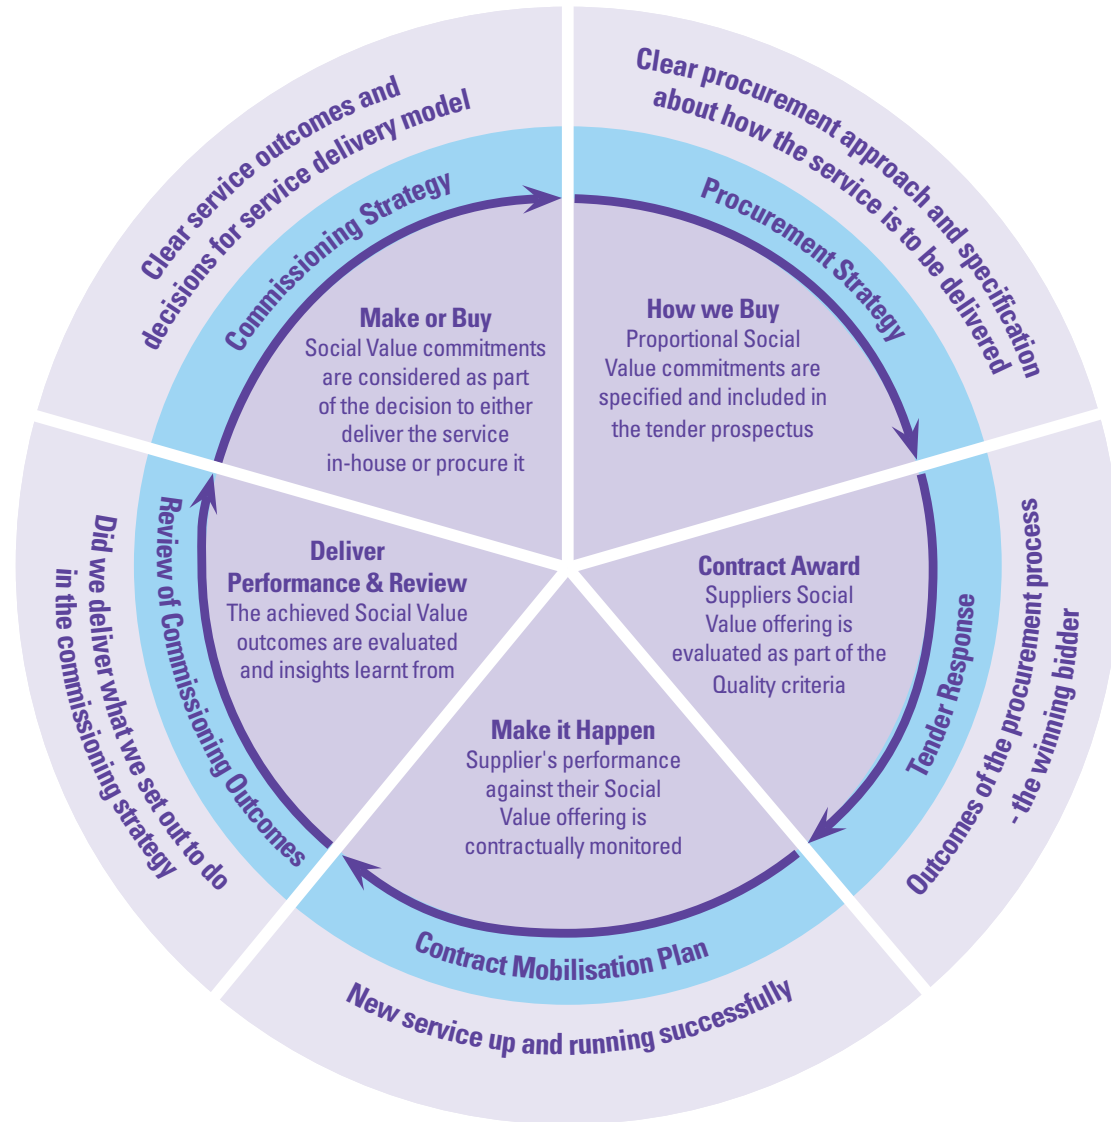 Clear service outcomes and
decisions for service delivery model
Commissioning Strategy
Make or Buy
Social Value commitments
are considered as part
of the decision to either
deliver the service
in-house or procure it
Clear procurement approach and specification
about how the service is to be delivered
Procurement Strategy
How we Buy
Proportional Social
Value commitments are
specified and included in
the tender prospectus
Outcomes of the procurement process
- the winning bidder
Tender Response
Contract Award
Suppliers Social
Value offering is
evaluated as part of the
Quality criteria
Make it Happen
Supplier's performance
against their Social
Value offering is
contractually monitored
Contract Mobilisation Plan
New service up and running successfully
Did we deliver what we set out to do
in the commissioning strategy
Review of Commissioning Outcomes
Deliver
Performance & Review
The achieved Social Value
outcomes are evaluated
and insights learnt from